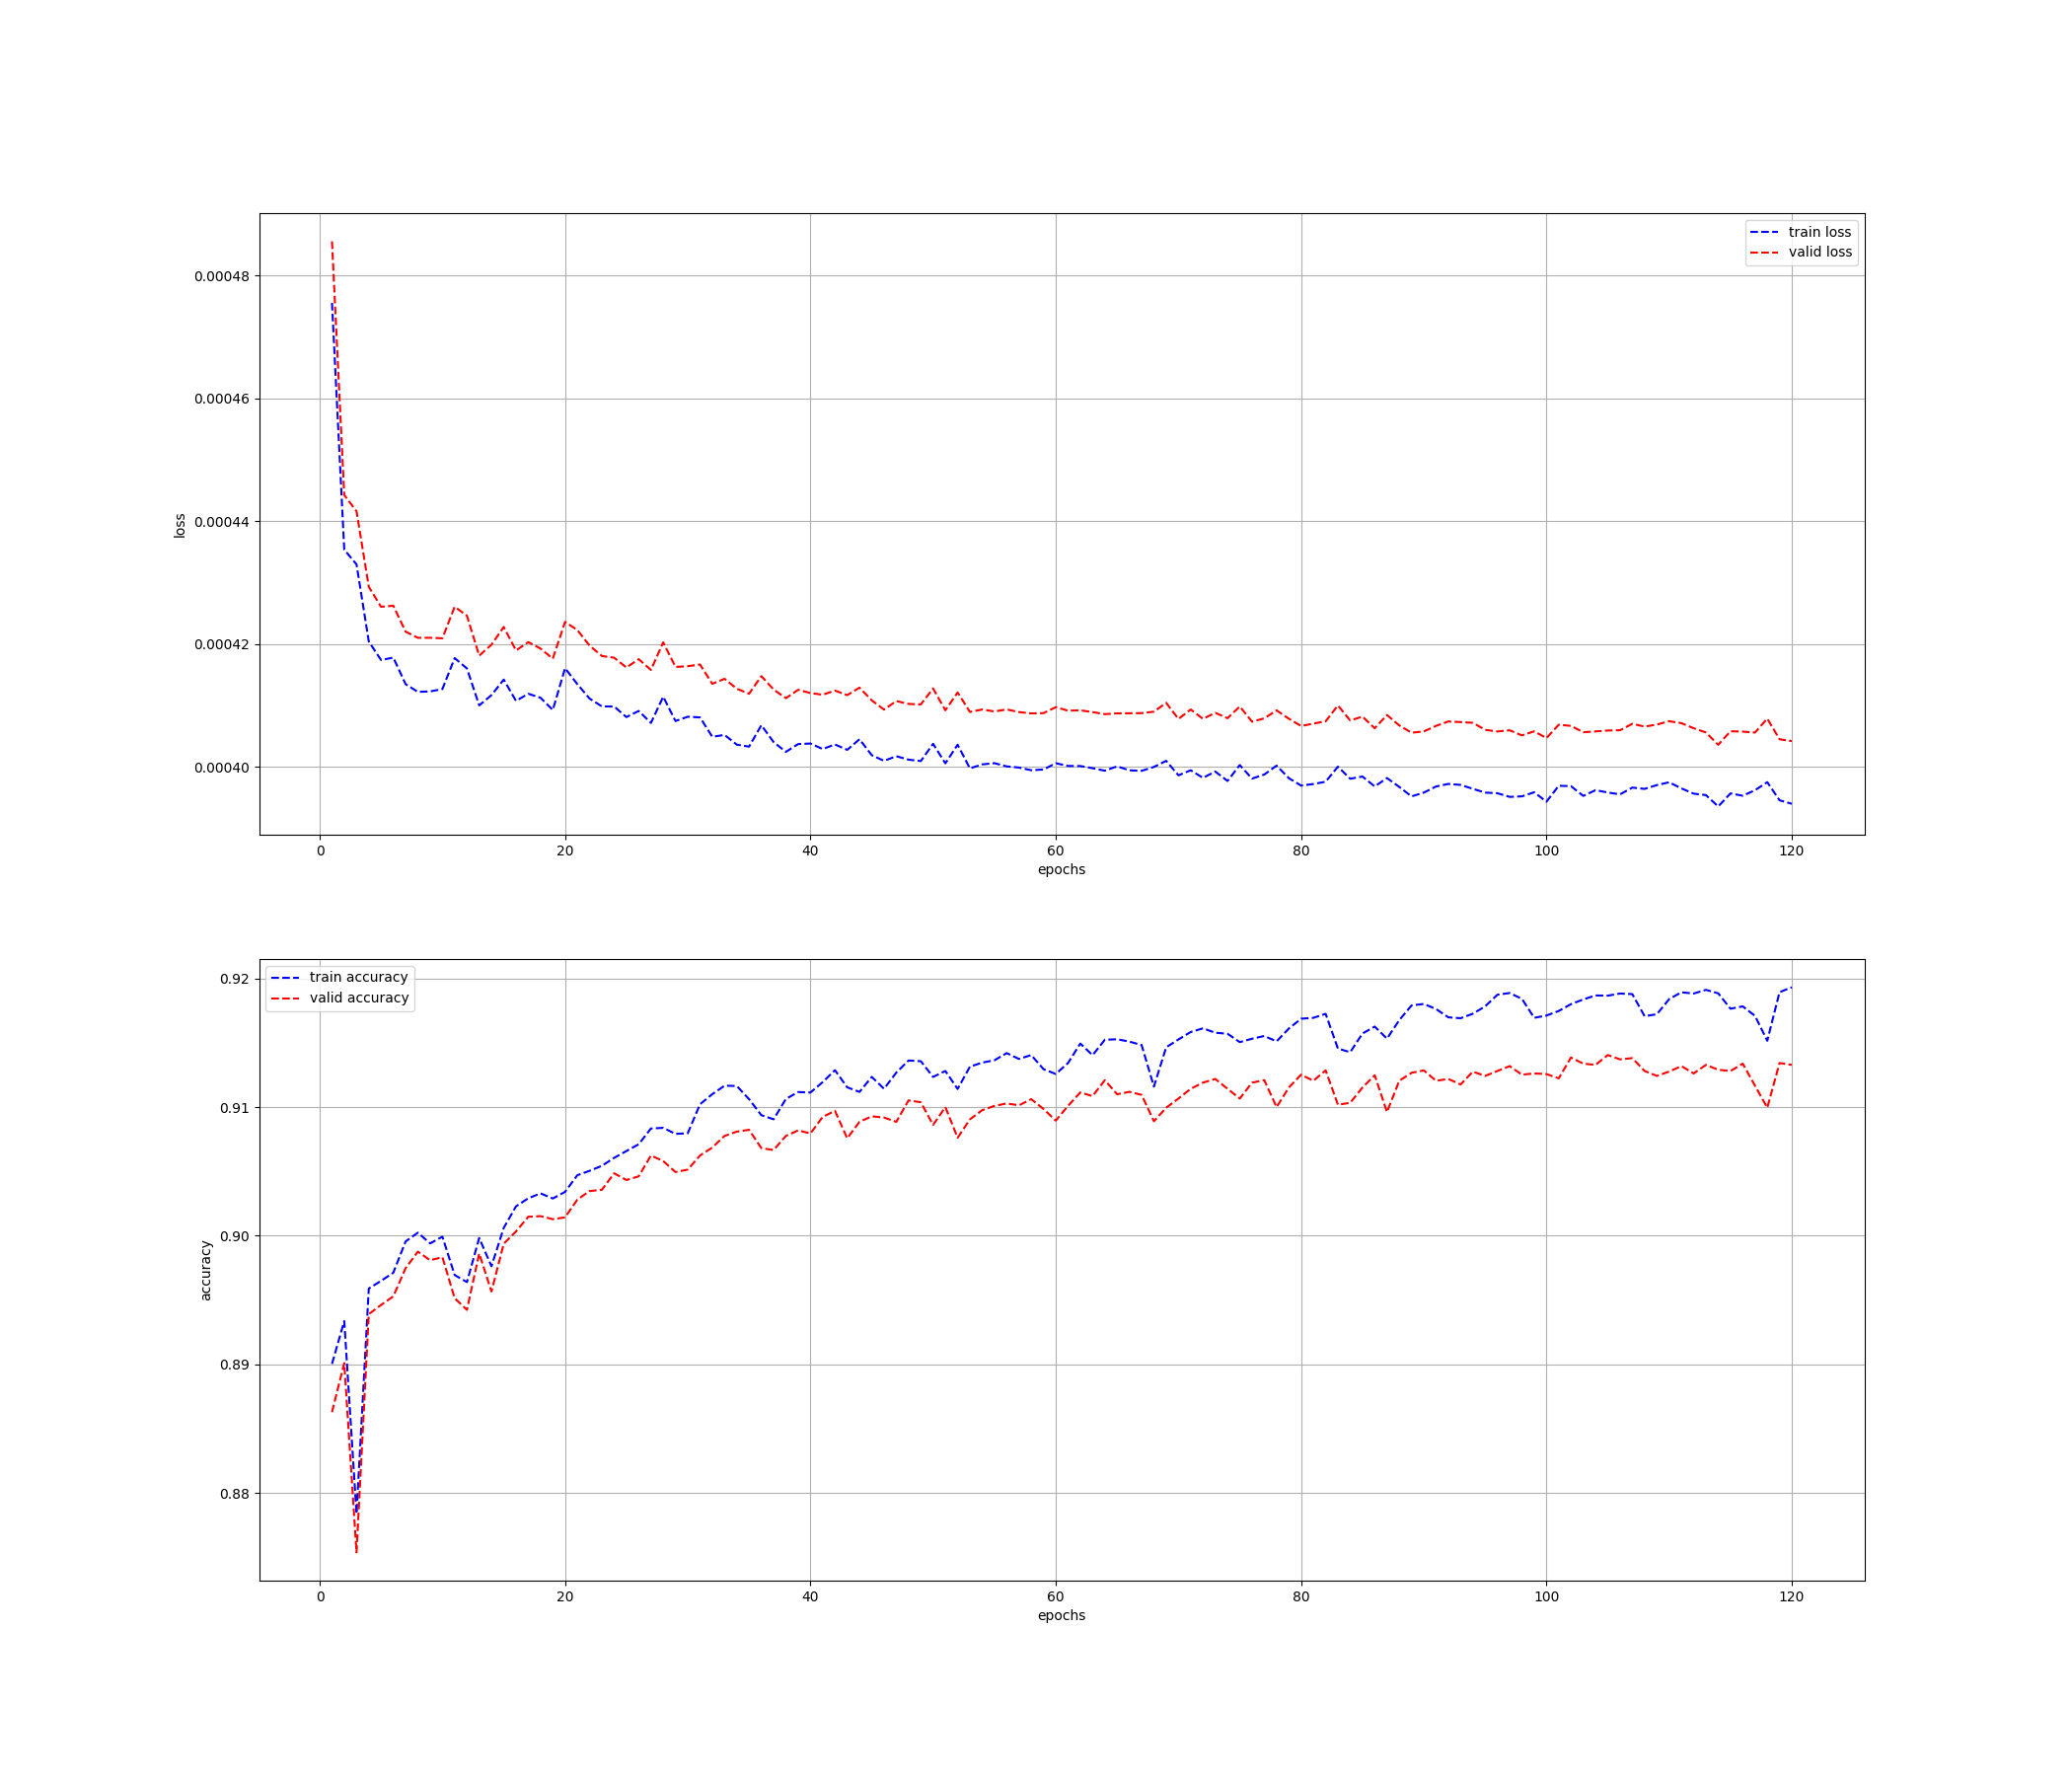 train loss
valid loss
0.00048
0.00046
0.00044
0.00042
0.00040
loss
0 20 40 60 80 100 120
epochs
train accuracy
valid accuracy
0.92
0.91
0.90
0.89
0.88
accuracy
0 20 40 60 80 100 120
epochs